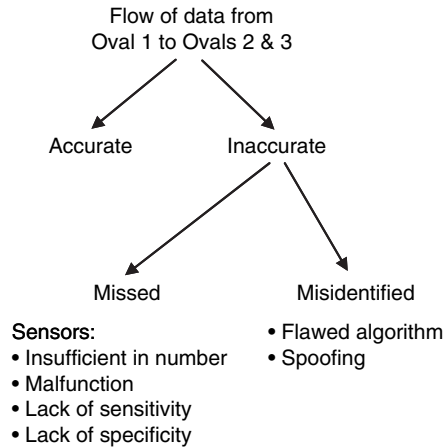 Flow of data from
Oval 1 to Ovals 2 & 3
Accurate
Inaccurate
Missed
Sensors:
• Insufficient in number
• Malfunction
• Lack of sensitivity
• Lack of specificity
Misidentified
• Flawed algorithm
• Spoofing